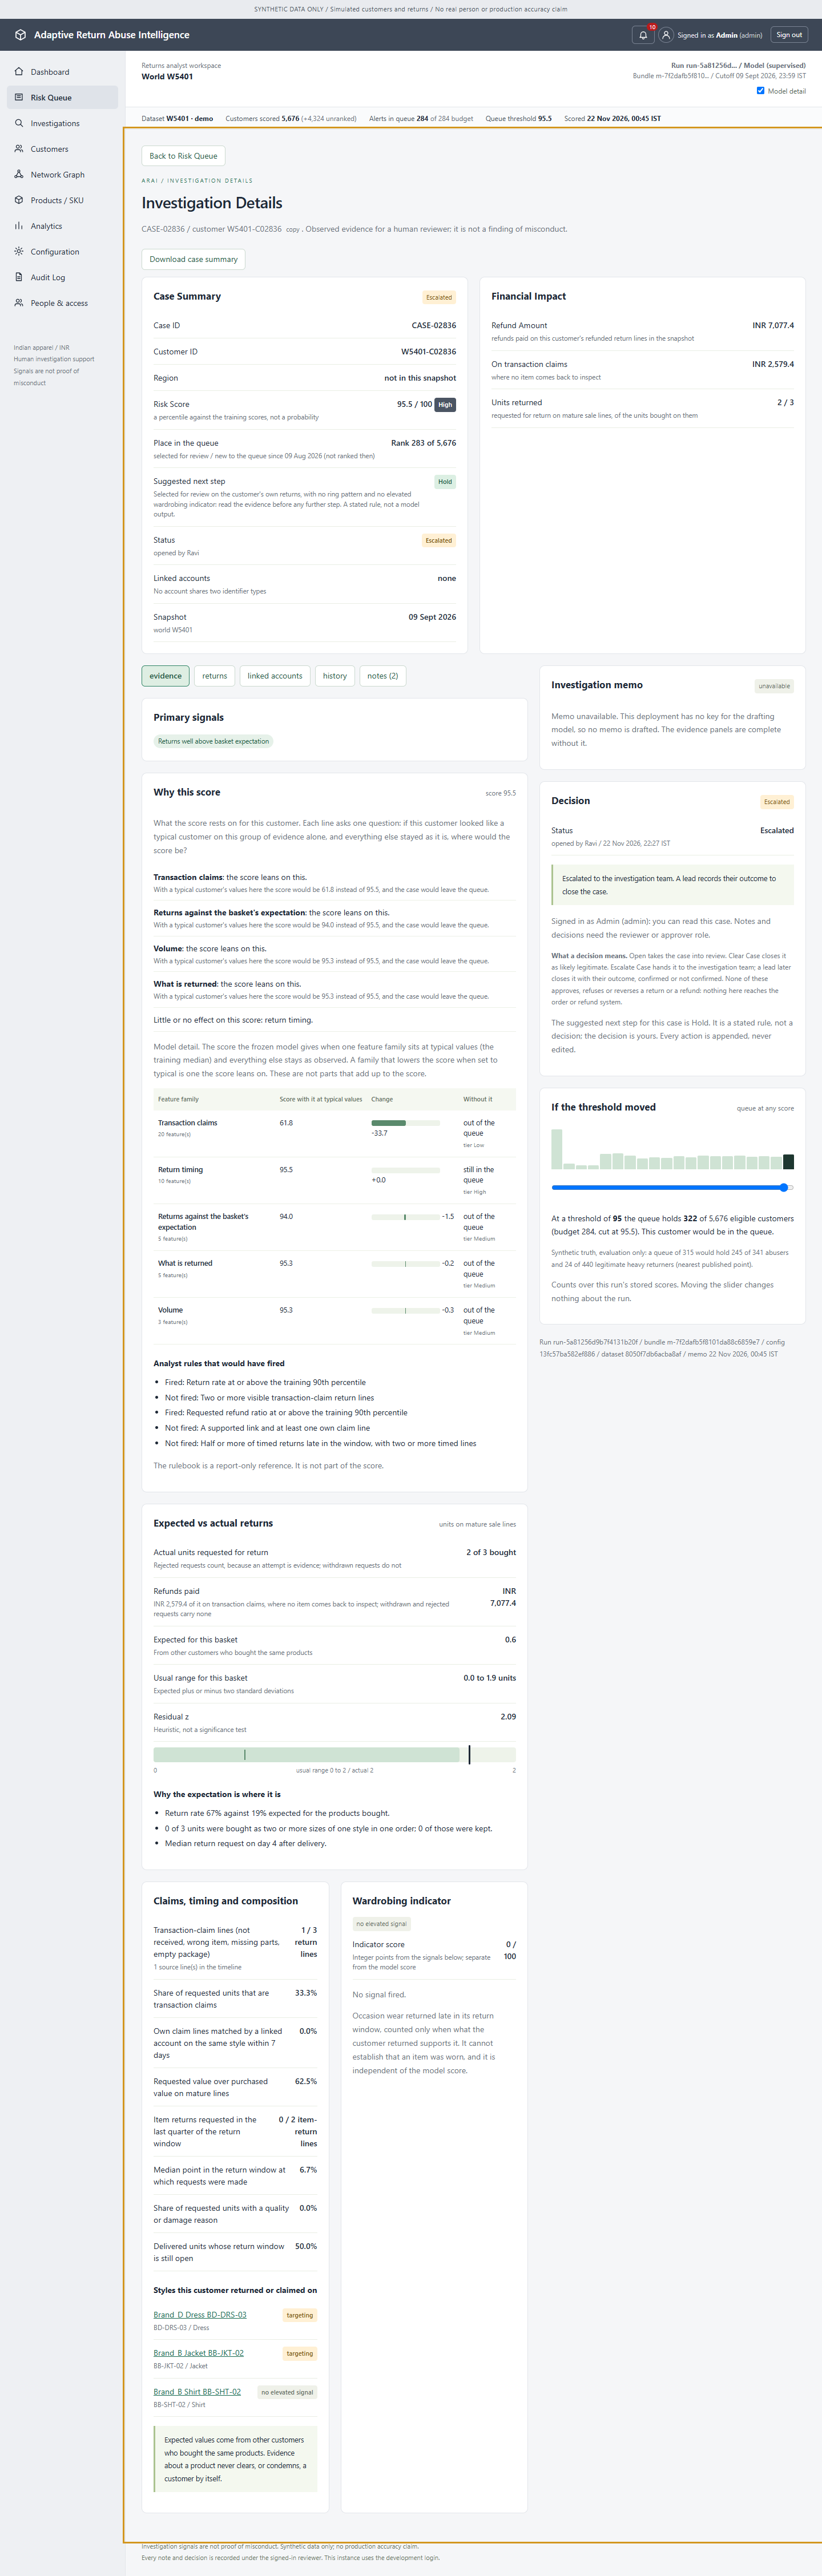 SYNTHETIC DATA ONLY / Simulated customers and returns / No real person or production accuracy claim
Adaptive Return Abuse Intelligence
10
Signed in as Admin (admin)
Sign out
Dashboard
Risk Queue
Investigations
Customers
Network Graph
Products / SKU
Analytics
Configuration
Audit Log
People & access
Indian apparel / INR
Human investigation support
Signals are not proof of
misconduct
Returns analyst workspace
World W5401
Run run-5a81256d... / Model (supervised)
Bundle m-7f2dafb5f810... / Cutoff 09 Sept 2026, 23:59 IST
Model detail
Dataset W5401 - demo
Customers scored 5,676 (+4,324 unranked)
Alerts in queue 284 of 284 budget
Queue threshold 95.5
Scored 22 Nov 2026, 00:45 IST
Back to Risk Queue
ARAI / INVESTIGATION DETAILS
Investigation Details
CASE-02836 / customer W5401-C02836 copy . Observed evidence for a human reviewer: it is not a finding of misconduct.
Download case summary
Case Summary
Escalated
Case ID
CASE-02836
Customer ID
W5401-C02836
Region
not in this snapshot
Risk Score
95.5 / 100 High
a percentile against the training scores, not a probability
Place in the queue
Rank 283 of 5,676
selected for review / new to the queue since 09 Aug 2026 (not ranked then)
Suggested next step
Hold
Selected for review on the customer's own returns, with no ring pattern and no elevated
wardrobing indicator: read the evidence before any further step. A stated rule, not a model
output.
Status
Escalated
opened by Ravi
Linked accounts
none
No account shares two identifier types
Snapshot
09 Sept 2026
world W5401
Financial Impact
Refund Amount
INR 7,077.4
refunds paid on this customer's refunded return lines in the snapshot
On transaction claims
INR 2,579.4
where no item comes back to inspect
Units returned
2 / 3
requested for return on mature sale lines, of the units bought on them
evidence
returns
linked accounts
history
notes (2)
Primary signals
Returns well above basket expectation
Why this score
score 95.5
What the score rests on for this customer. Each line asks one question: if this customer looked like a
typical customer on this group of evidence alone, and everything else stayed as it is, where would the
score be?
Transaction claims: the score leans on this.
With a typical customer's values here the score would be 61.8 instead of 95.5, and the case would leave the queue.
Returns against the basket's expectation: the score leans on this.
With a typical customer's values here the score would be 94.0 instead of 95.5, and the case would leave the queue.
Volume: the score leans on this.
With a typical customer's values here the score would be 95.3 instead of 95.5, and the case would leave the queue.
What is returned: the score leans on this.
With a typical customer's values here the score would be 95.3 instead of 95.5, and the case would leave the queue.
Little or no effect on this score: return timing.
Model detail. The score the frozen model gives when one feature family sits at typical values (the
training median) and everything else stays as observed. A family that lowers the score when set to
typical is one the score leans on. These are not parts that add up to the score.
Feature family
Score with it at typical values
Change
Without it
Transaction claims
20 feature(s)
61.8
-33.7
out of the
queue
tier Low
Return timing
10 feature(s)
95.5
+0.0
still in the
queue
tier High
Returns against the basket's
expectation
5 feature(s)
94.0
-1.5
out of the
queue
tier Medium
What is returned
5 feature(s)
95.3
-0.2
out of the
queue
tier Medium
Volume
3 feature(s)
95.3
-0.3
out of the
queue
tier Medium
Analyst rules that would have fired
Fired: Return rate at or above the training 90th percentile
Not fired: Two or more visible transaction-claim return lines
Fired: Requested refund ratio at or above the training 90th percentile
Not fired: A supported link and at least one own claim line
Not fired: Half or more of timed returns late in the window, with two or more timed lines
The rulebook is a report-only reference. It is not part of the score.
Expected vs actual returns
units on mature sale lines
Actual units requested for return
2 of 3 bought
Rejected requests count, because an attempt is evidence; withdrawn requests do not
Refunds paid
INR
7,077.4
INR 2,579.4 of it on transaction claims, where no item comes back to inspect; withdrawn and rejected
requests carry none
Expected for this basket
0.6
From other customers who bought the same products
Usual range for this basket
0.0 to 1.9 units
Expected plus or minus two standard deviations
Residual z
2.09
Heuristic, not a significance test
0
usual range 0 to 2 / actual 2
2
Why the expectation is where it is
Return rate 67% against 19% expected for the products bought.
0 of 3 units were bought as two or more sizes of one style in one order; 0 of those were kept.
Median return request on day 4 after delivery.
Claims, timing and composition
Transaction-claim lines (not
received, wrong item, missing parts,
empty package)
1 / 3
return
lines
1 source line(s) in the timeline
Share of requested units that are
transaction claims
33.3%
Own claim lines matched by a linked
account on the same style within 7
days
0.0%
Requested value over purchased
value on mature lines
62.5%
Item returns requested in the
last quarter of the return
window
0 / 2 item-
return
lines
Median point in the return window at
which requests were made
6.7%
Share of requested units with a quality
or damage reason
0.0%
Delivered units whose return window
is still open
50.0%
Styles this customer returned or claimed on
Brand_D Dress BD-DRS-03
targeting
BD-DRS-03 / Dress
Brand_B Jacket BB-JKT-02
targeting
BB-JKT-02 / Jacket
Brand_B Shirt BB-SHT-02
no elevated signal
BB-SHT-02 / Shirt
Expected values come from other customers
who bought the same products. Evidence
about a product never clears, or condemns, a
customer by itself.
Wardrobing indicator
no elevated signal
Indicator score
0 /
100
Integer points from the signals below; separate
from the model score
No signal fired.
Occasion wear returned late in its return
window, counted only when what the
customer returned supports it. It cannot
establish that an item was worn, and it is
independent of the model score.
Investigation memo
unavailable
Memo unavailable. This deployment has no key for the drafting
model, so no memo is drafted. The evidence panels are complete
without it.
Decision
Escalated
Status
Escalated
opened by Ravi / 22 Nov 2026, 22:27 IST
Escalated to the investigation team. A lead records their outcome to
close the case.
Signed in as Admin (admin): you can read this case. Notes and
decisions need the reviewer or approver role.
What a decision means. Open takes the case into review. Clear Case closes it
as likely legitimate. Escalate Case hands it to the investigation team; a lead later
closes it with their outcome, confirmed or not confirmed. None of these
approves, refuses or reverses a return or a refund: nothing here reaches the
order or refund system.
The suggested next step for this case is Hold. It is a stated rule, not a
decision: the decision is yours. Every action is appended, never
edited.
If the threshold moved
queue at any score
At a threshold of 95 the queue holds 322 of 5,676 eligible customers
(budget 284, cut at 95.5). This customer would be in the queue.
Synthetic truth, evaluation only: a queue of 315 would hold 245 of 341 abusers
and 24 of 440 legitimate heavy returners (nearest published point).
Counts over this run's stored scores. Moving the slider changes
nothing about the run.
Run run-5a81256d9b7f4131b20f / bundle m-7f2dafb5f8101da88c6859e7 / config
13fc57ba582ef886 / dataset 8050f7db6acba8af / memo 22 Nov 2026, 00:45 IST
Investigation signals are not proof of misconduct. Synthetic data only; no production accuracy claim.
Every note and decision is recorded under the signed-in reviewer. This instance uses the development login.